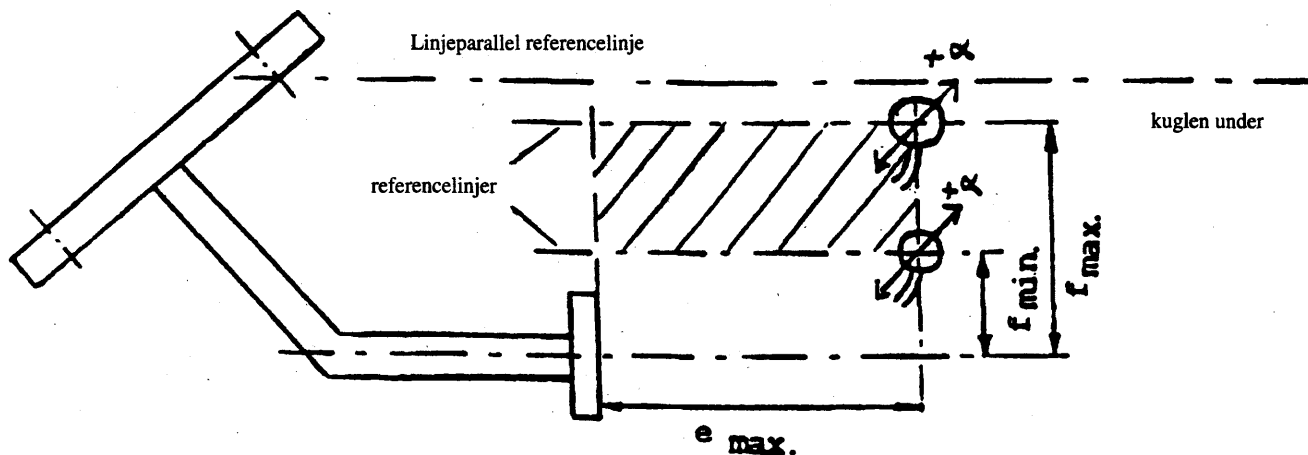 Linjeparallel referencelinje
+ α
kuglen under
referencelinjer
+ α
f min.
f max.
e max.